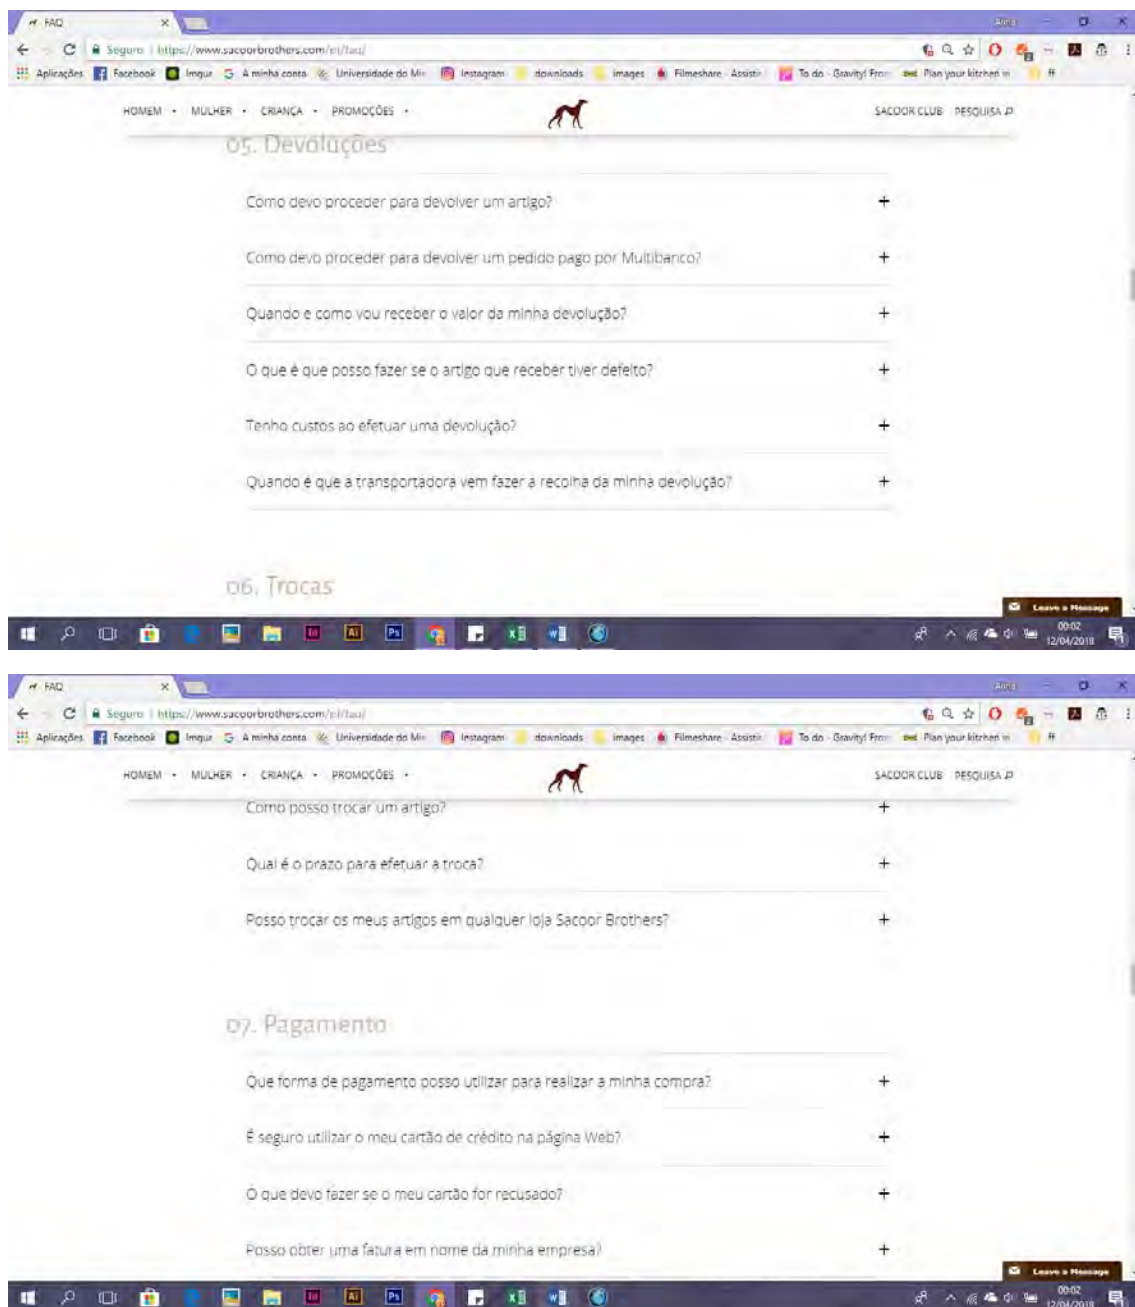 FAQ
Anna
Seguro | https://www.sacoorbrothers.com/pt/faq/
Aplicações Facebook Imgur A minha conta Universidade do Min Instagram downloads images Filmeshare - Assistir To do - Gravity! From Plan your kitchen in ff
HOMEM • MULHER • CRIANÇA • PROMOÇÕES • SACOOR CLUB PESQUISA
05. Devoluções
Como devo proceder para devolver um artigo? +
Como devo proceder para devolver um pedido pago por Multibanco? +
Quando e como vou receber o valor da minha devolução? +
O que é que posso fazer se o artigo que receber tiver defeito? +
Tenho custos ao efetuar uma devolução? +
Quando é que a transportadora vem fazer a recolha da minha devolução? +
06. Trocas
Leave a Message
00:02
12/04/2018
FAQ
Anna
Seguro | https://www.sacoorbrothers.com/pt/faq/
Aplicações Facebook Imgur A minha conta Universidade do Min Instagram downloads images Filmeshare - Assistir To do - Gravity! From Plan your kitchen in ff
HOMEM • MULHER • CRIANÇA • PROMOÇÕES • SACOOR CLUB PESQUISA
Como posso trocar um artigo? +
Qual é o prazo para efetuar a troca? +
Posso trocar os meus artigos em qualquer loja Sacoor Brothers? +
07. Pagamento
Que forma de pagamento posso utilizar para realizar a minha compra? +
É seguro utilizar o meu cartão de crédito na página Web? +
O que devo fazer se o meu cartão for recusado? +
Posso obter uma fatura em nome da minha empresa? +
Leave a Message
00:02
12/04/2018